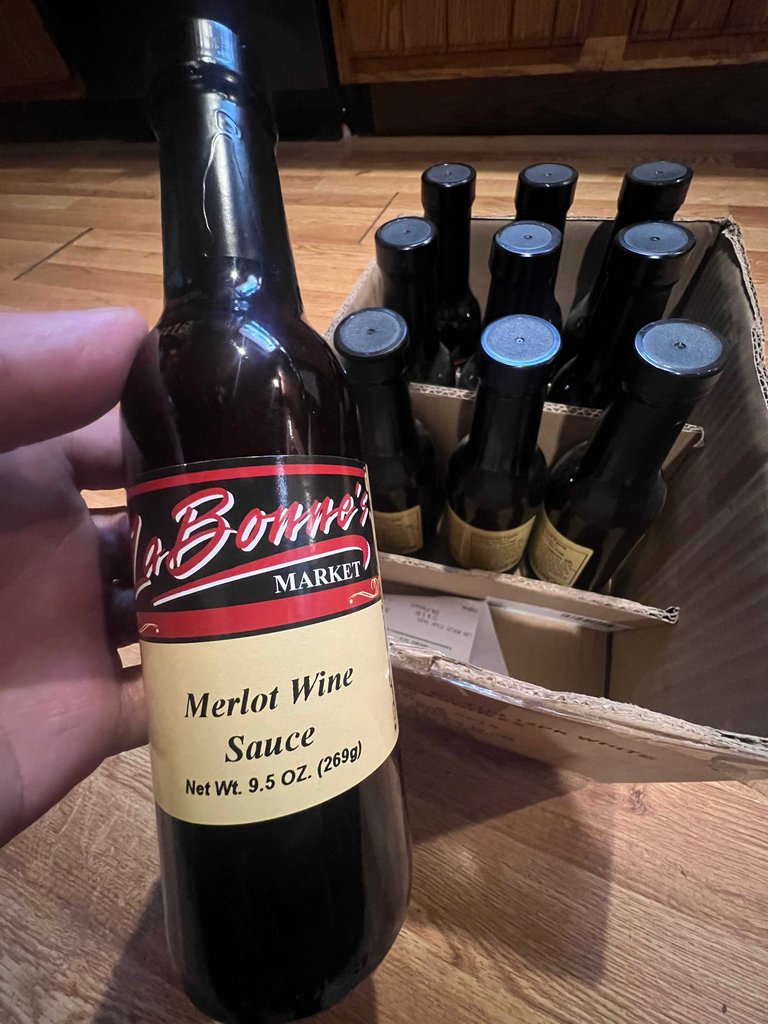 LaBonne's
MARKET
Merlot Wine
Sauce
Net Wt. 9.5 OZ. (269g)